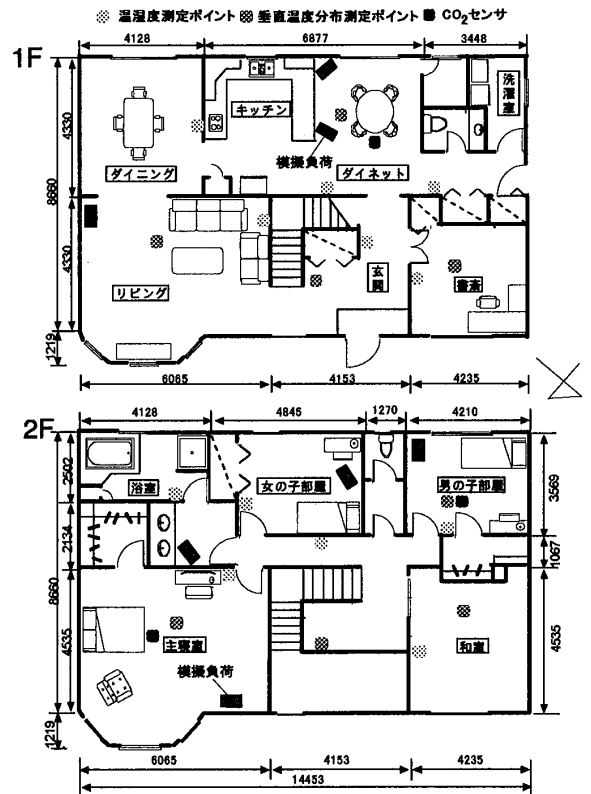 温湿度測定ポイント 垂直温度分布測定ポイント CO2センサ
1F
4128 6877 3448
キッチン
洗濯室
模擬負荷
ダイニング
ダイネット
4330
8660
4330
リビング
玄関
書斎
1219
6065 4153 4235
2F
4128 4845 1270 4210
2502
浴室
女の子部屋
男の子部屋
3569
2134
1067
8660
4535
主寝室
和室
4535
模擬負荷
1219
6065 4153 4235
14453